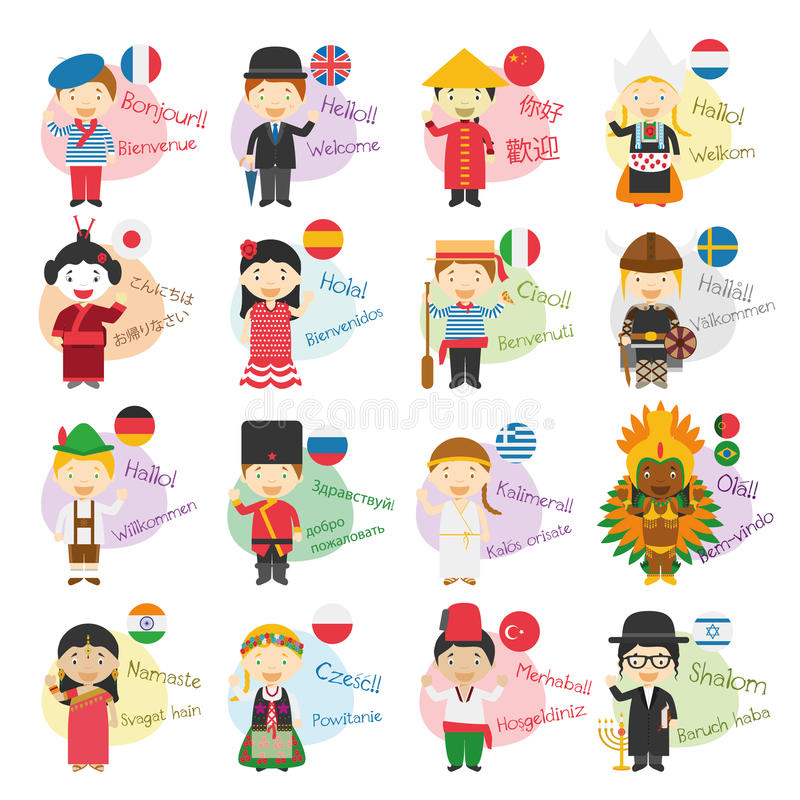 Bonjour!!
Bienvenue
Hello!!
Welcome
你好
歡迎
Hallo!
Welkom
こんにちは
お帰りなさい
Hola!
Bienvenidos
Ciao!!
Benvenuti
Hallå!!
Välkommen
dreamstime
Hallo!
Willkommen
Здравствуй!
добро
пожаловать
Kalimera!!
Kalós orisate
Olá!!
Bem-vindo
Namaste
Svagat hain
Cześć!!
Powitanie
Merhaba!!
Hoşgeldiniz
Shalom
Baruch haba